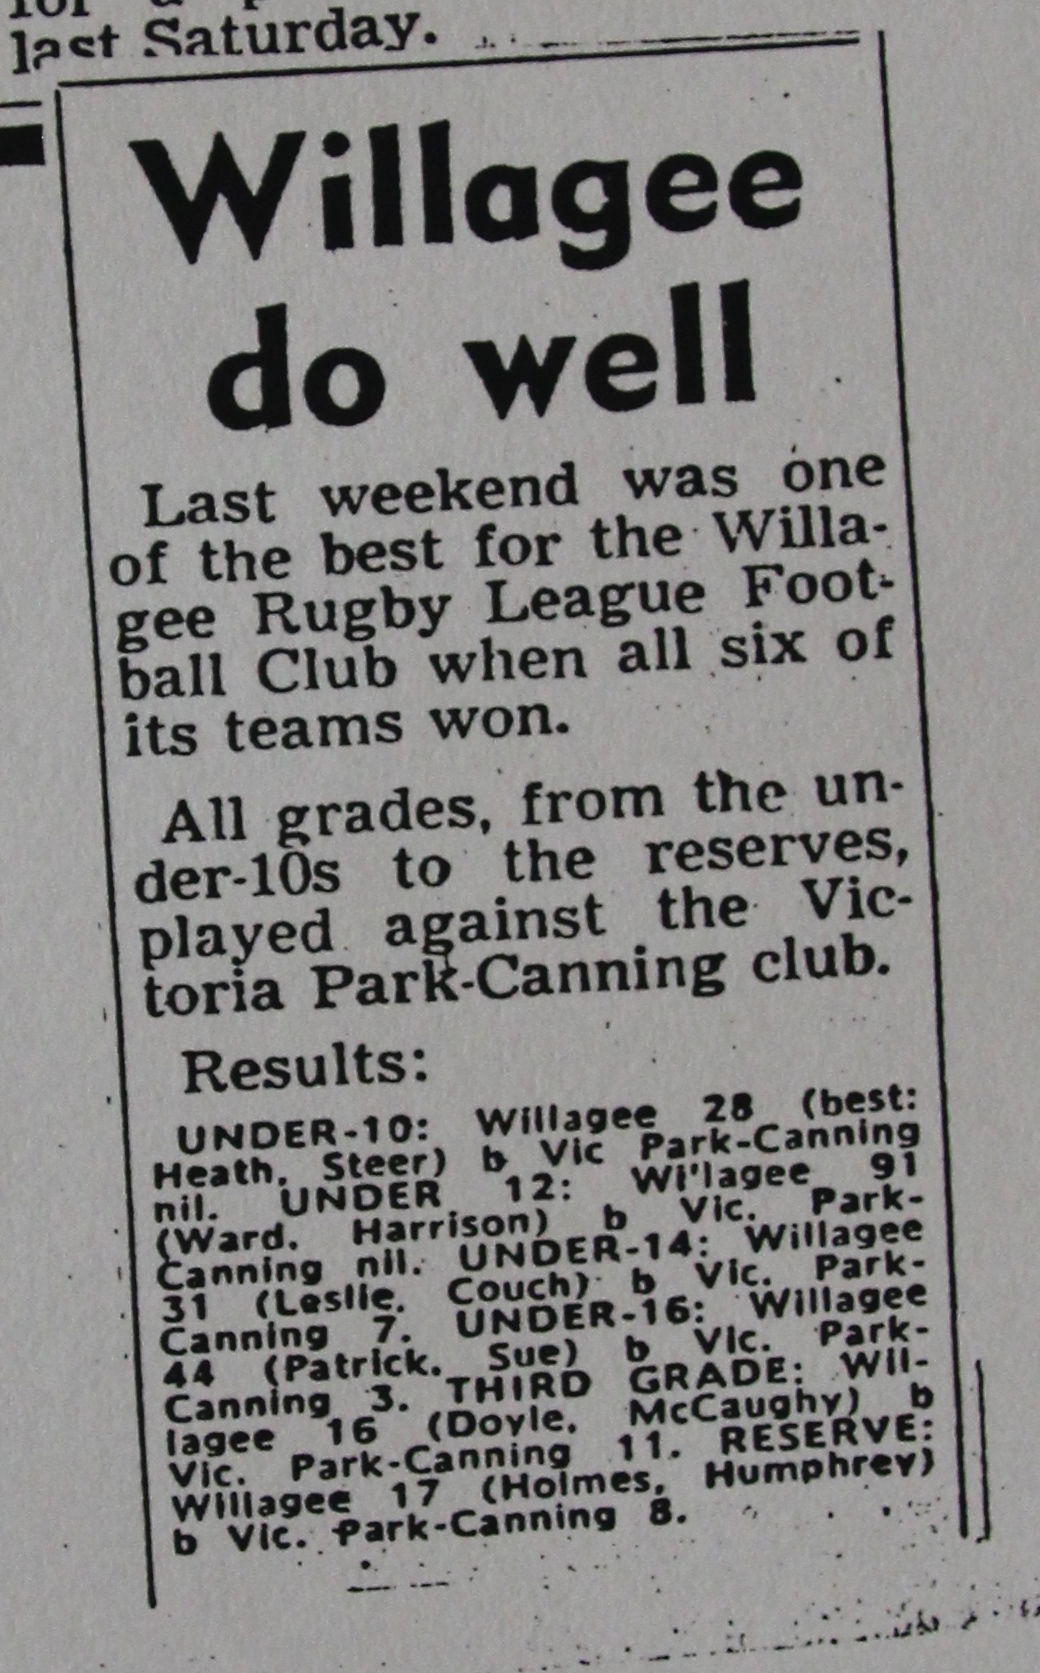 last Saturday.
Willagee
do well
Last weekend was one
of the best for the Willa-
gee Rugby League Foot-
ball Club when all six of
its teams won.
All grades, from the un-
der-10s to the reserves,
played against the Vic-
toria Park-Canning club.
Results:
UNDER-10: Willagee 28 (best:
Heath, Steer) b Vic Park-Canning
nil. UNDER 12: Wi'lagee 91
(Ward, Harrison) b Vic. Park-
Canning nil. UNDER-14: Willagee
31 (Leslie, Couch) b Vic. Park-
Canning 7. UNDER-16: Willagee
44 (Patrick, Sue) b Vic. Park-
Canning 3. THIRD GRADE: Wil-
lagee 16 (Doyle, McCaughy) b
Vic. Park-Canning 11. RESERVE:
Willagee 17 (Holmes, Humphrey)
b Vic. Park-Canning 8.